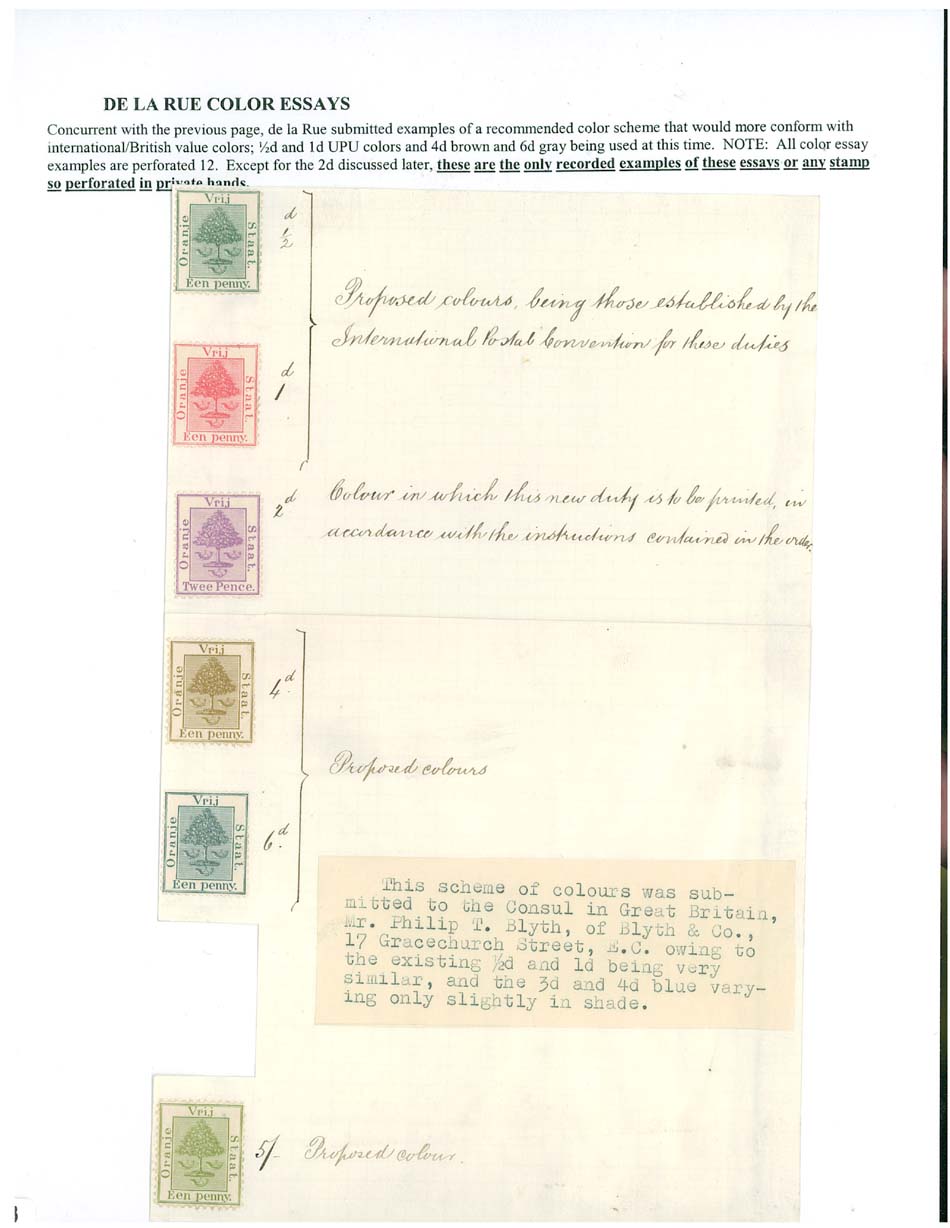 DE LA RUE COLOR ESSAYS
Concurrent with the previous page, de la Rue submitted examples of a recommended color scheme that would more conform with
international/British value colors; ½d and 1d UPU colors and 4d brown and 6d gray being used at this time. NOTE: All color essay
examples are perforated 12. Except for the 2d discussed later, these are the only recorded examples of these essays or any stamp
so perforated in private hands.
Vrij
Oranje
Staat.
Een penny.
d
½
Proposed colours, being those established by the
International Postal Convention for these duties
Vrij
Oranje
Staat.
Een penny.
d
1
Vrij
Oranje
Staat.
Twee Pence.
2d
Colour in which this new duty is to be printed, in
accordance with the instructions contained in the order.
Vrij
Oranje
Staat.
Een penny.
4d.
Proposed colours
Vrij
Oranje
Staat.
Een penny.
6d.
This scheme of colours was sub-
mitted to the Consul in Great Britain,
Mr. Philip T. Blyth, of Blyth & Co.,
17 Gracechurch Street, E.C. owing to
the existing ½d and 1d being very
similar, and the 3d and 4d blue vary-
ing only slightly in shade.
Vrij
Oranje
Staat.
Een penny.
5/- Proposed colour.